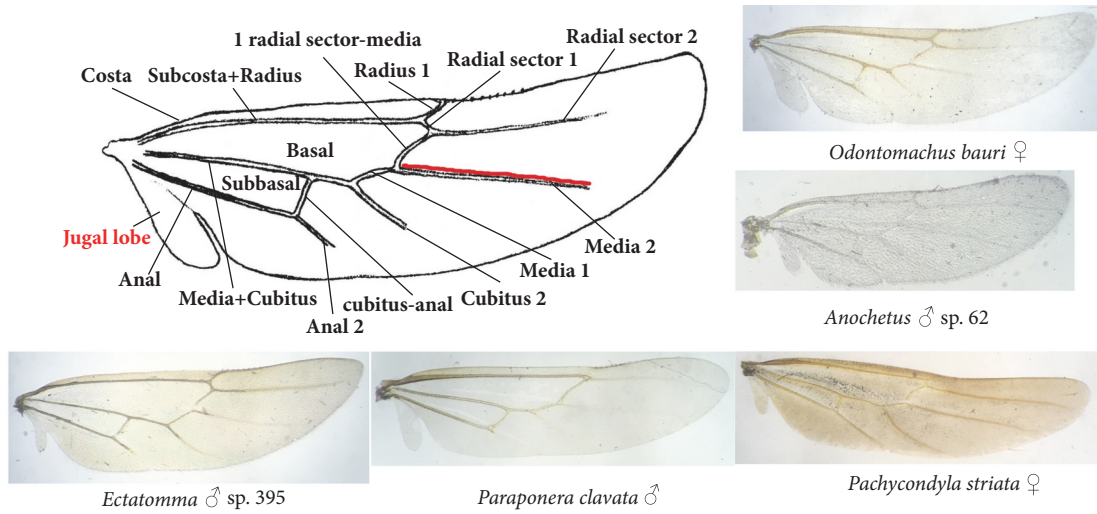 1 radial sector-media
Radial sector 2
Costa
Subcosta+Radius
Radius 1
Radial sector 1
Basal
Subbasal
Jugal lobe
Anal
Media+Cubitus
Anal 2
cubitus-anal
Cubitus 2
Media 1
Media 2
Odontomachus bauri ♀
Anochetus ♂ sp. 62
Ectatomma ♂ sp. 395
Paraponera clavata ♂
Pachycondyla striata ♀